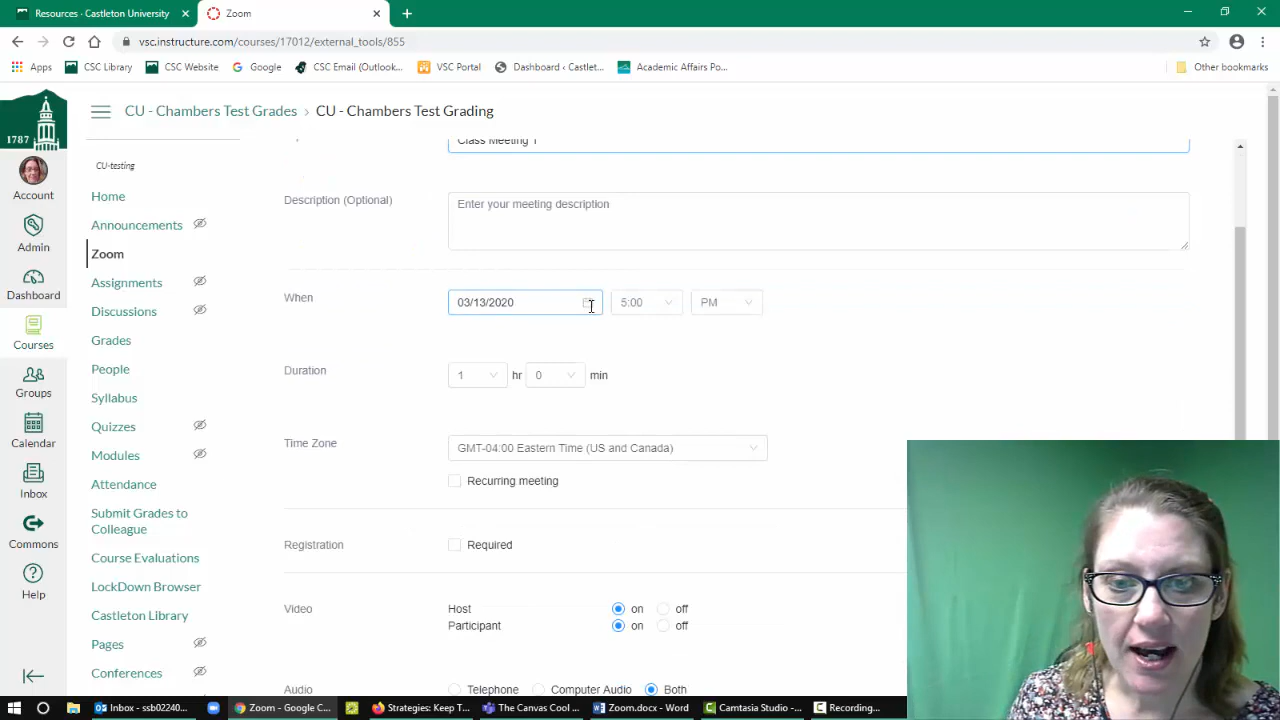 Resources - Castleton University
Zoom
vsc.instructure.com/courses/17012/external_tools/855
Apps
CSC Library
CSC Website
Google
CSC Email (Outlook...
VSC Portal
Dashboard ‹ Castlet...
Academic Affairs Po...
Other bookmarks
1787
CU - Chambers Test Grades › CU - Chambers Test Grading
Account
Admin
Dashboard
Courses
Groups
Calendar
Inbox
Commons
Help
CU-testing
Home
Announcements
Zoom
Assignments
Discussions
Grades
People
Syllabus
Quizzes
Modules
Attendance
Submit Grades to
Colleague
Course Evaluations
LockDown Browser
Castleton Library
Pages
Conferences
Class Meeting 1
Description (Optional)
Enter your meeting description
When
03/13/2020
5:00
PM
Duration
1 hr 0 min
Time Zone
GMT-04:00 Eastern Time (US and Canada)
Recurring meeting
Registration
Required
Video
Host on off
Participant on off
Audio
Telephone Computer Audio Both
Inbox - ssb02240...
Zoom - Google C...
Strategies: Keep T...
The Canvas Cool ...
Zoom.docx - Word
Camtasia Studio -...
Recording...